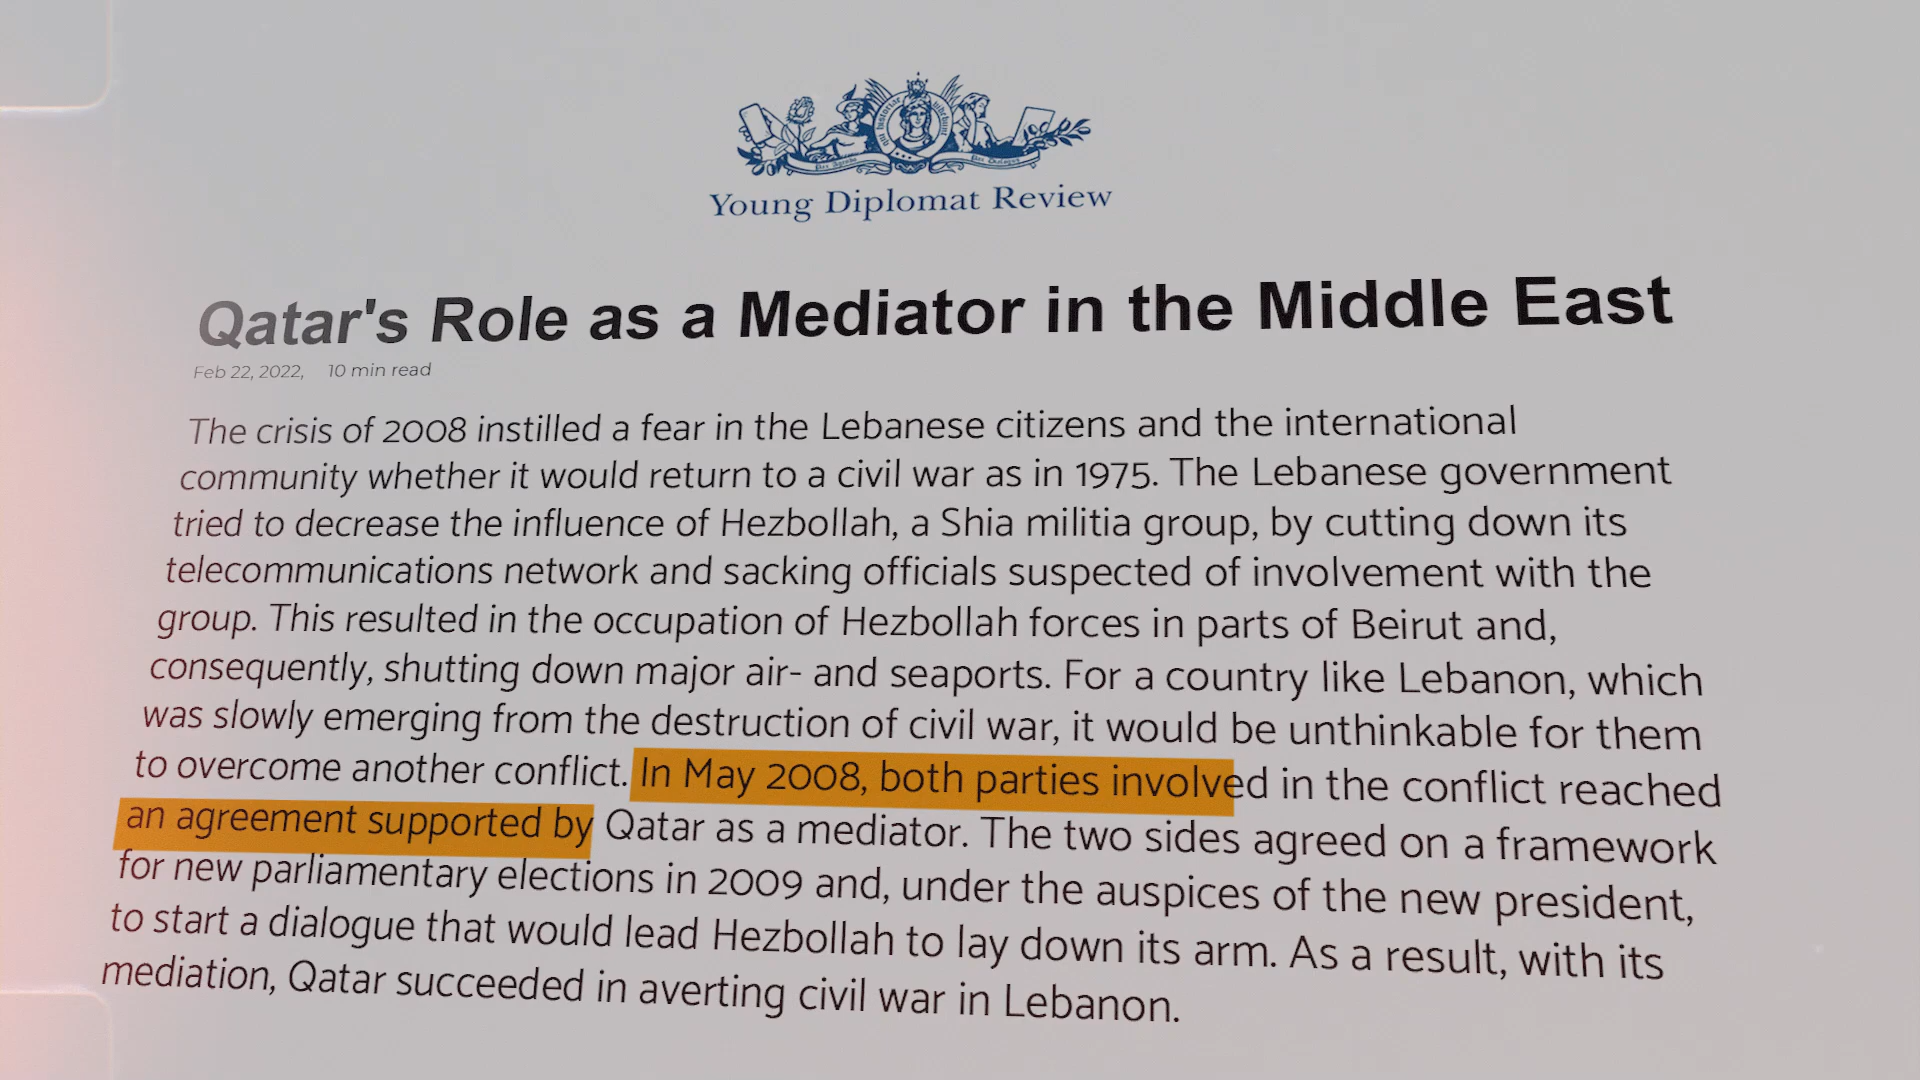 Young Diplomat Review
Qatar's Role as a Mediator in the Middle East
Feb 22, 2022, 10 min read
The crisis of 2008 instilled a fear in the Lebanese citizens and the international
community whether it would return to a civil war as in 1975. The Lebanese government
tried to decrease the influence of Hezbollah, a Shia militia group, by cutting down its
telecommunications network and sacking officials suspected of involvement with the
group. This resulted in the occupation of Hezbollah forces in parts of Beirut and,
consequently, shutting down major air- and seaports. For a country like Lebanon, which
was slowly emerging from the destruction of civil war, it would be unthinkable for them
to overcome another conflict. In May 2008, both parties involved in the conflict reached
an agreement supported by Qatar as a mediator. The two sides agreed on a framework
for new parliamentary elections in 2009 and, under the auspices of the new president,
to start a dialogue that would lead Hezbollah to lay down its arm. As a result, with its
mediation, Qatar succeeded in averting civil war in Lebanon.